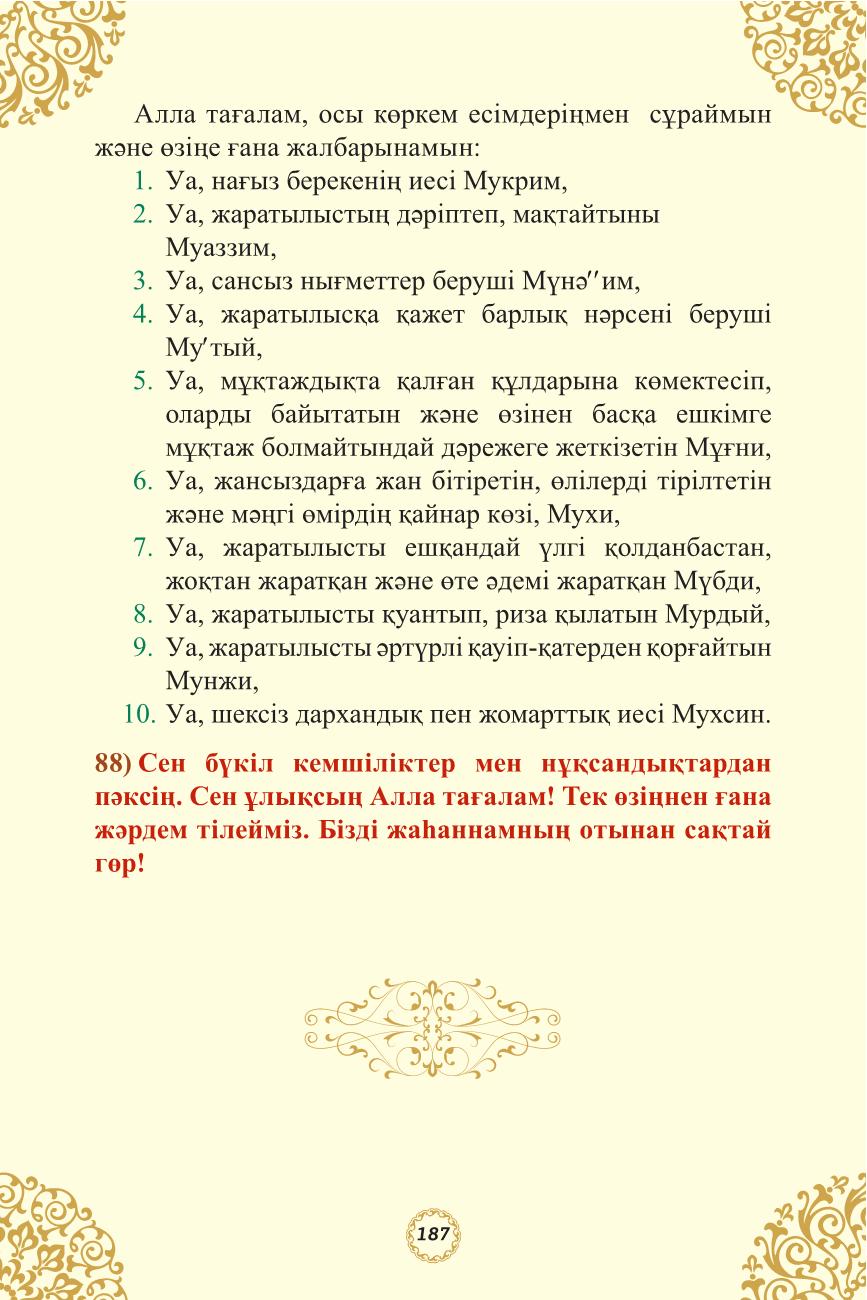 Алла тағалам, осы көркем есімдеріңмен сұраймын
және өзіңе ғана жалбарынамын:
1. Уа, нағыз берекенің иесі Мукрим,
2. Уа, жаратылыстың дәріптеп, мақтайтыны
Муаззим,
3. Уа, сансыз нығметтер беруші Мүнә′′им,
4. Уа, жаратылысқа қажет барлық нәрсені беруші
Му′тый,
5. Уа, мұқтаждықта қалған құлдарына көмектесіп,
оларды байытатын және өзінен басқа ешкімге
мұқтаж болмайтындай дәрежеге жеткізетін Мұғни,
6. Уа, жансыздарға жан бітіретін, өлілерді тірілтетін
және мәңгі өмірдің қайнар көзі, Мухи,
7. Уа, жаратылысты ешқандай үлгі қолданбастан,
жоқтан жаратқан және өте әдемі жаратқан Мүбди,
8. Уа, жаратылысты қуантып, риза қылатын Мурдый,
9. Уа, жаратылысты әртүрлі қауіп-қатерден қорғайтын
Мунжи,
10. Уа, шексіз дархандық пен жомарттық иесі Мухсин.
88) Сен бүкіл кемшіліктер мен нұқсандықтардан
пәксің. Сен ұлықсың Алла тағалам! Тек өзіңнен ғана
жәрдем тілейміз. Бізді жаһаннамның отынан сақтай
гөр!
187